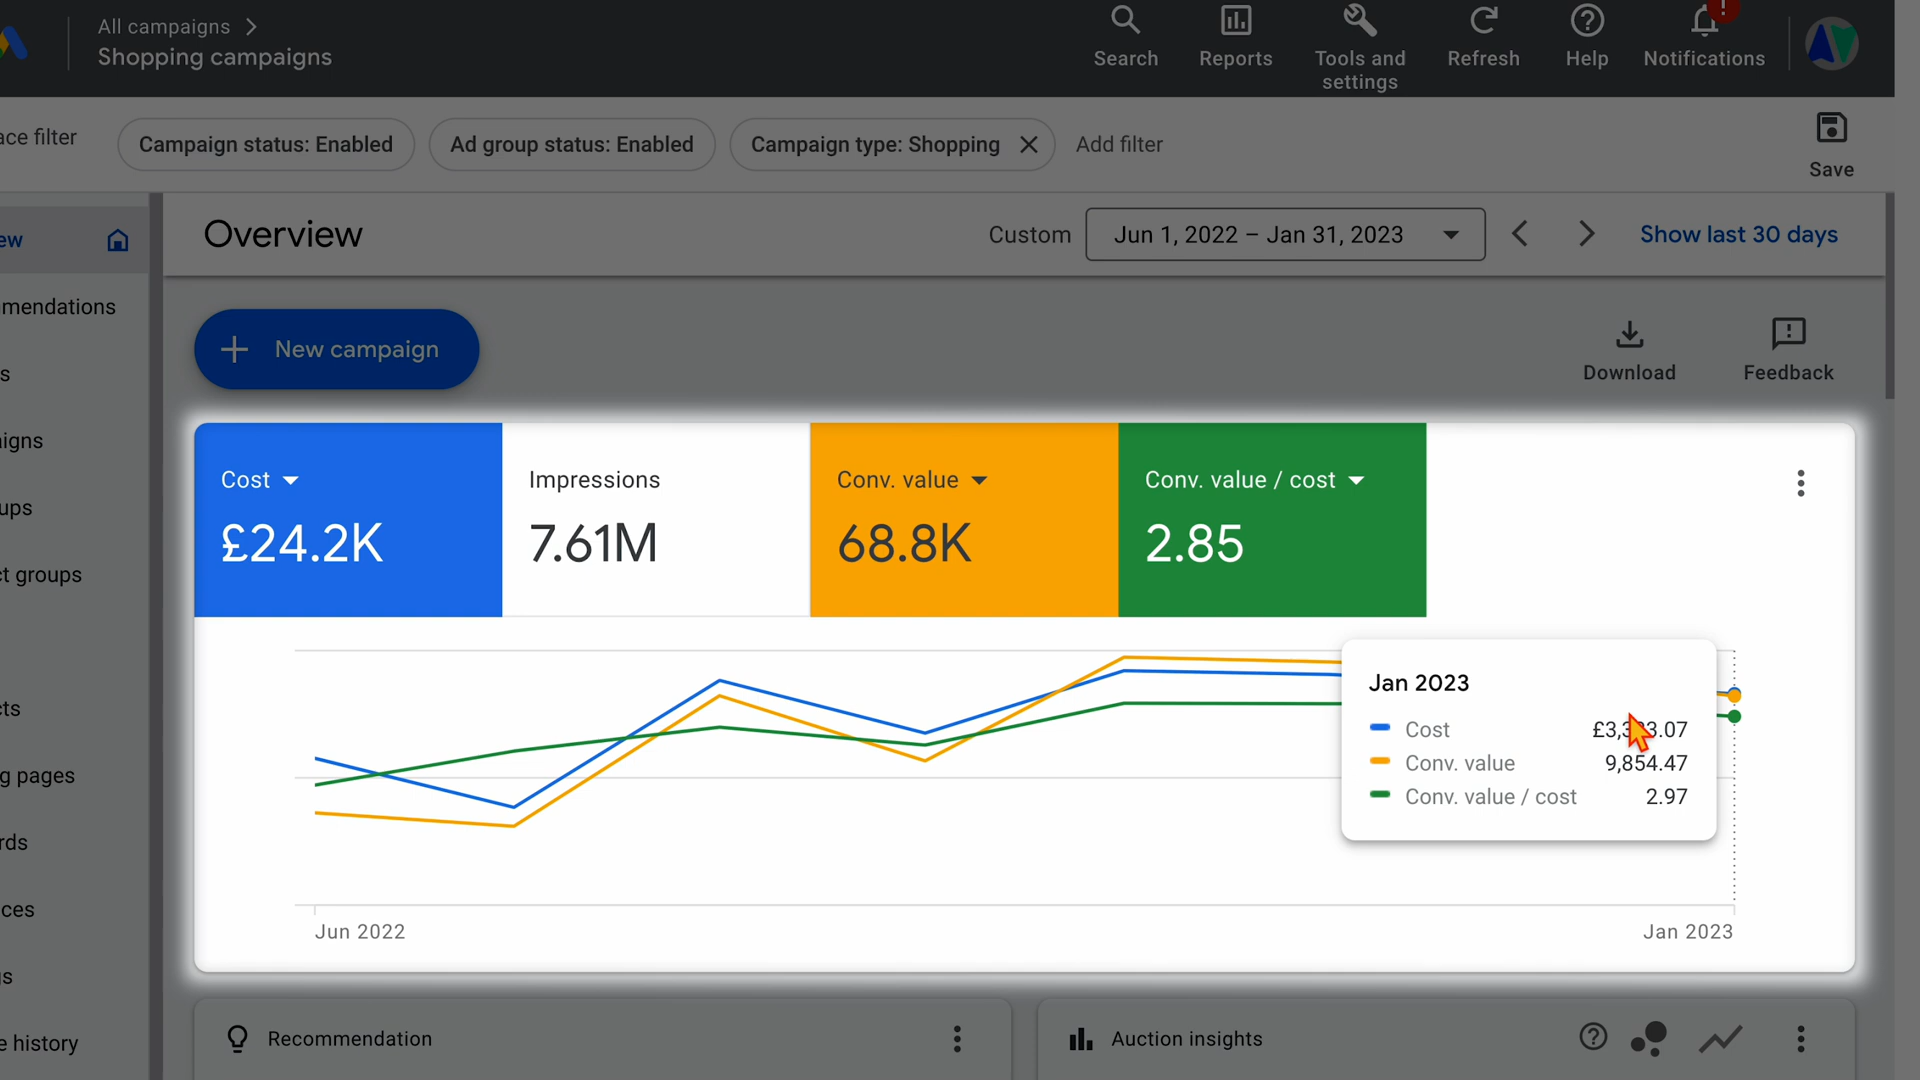 All campaigns
Shopping campaigns
Search
Reports
Tools and
settings
Refresh
Help
!
Notifications
ace filter
Campaign status: Enabled
Ad group status: Enabled
Campaign type: Shopping
Add filter
Save
ew
Overview
Custom
Jun 1, 2022 – Jan 31, 2023
Show last 30 days
mendations
New campaign
Download
Feedback
s
aigns
ups
ct groups
cts
g pages
rds
ces
gs
e history
Cost
£24.2K
Impressions
7.61M
Conv. value
68.8K
Conv. value / cost
2.85
Jan 2023
Cost
Conv. value 9,854.47
Conv. value / cost 2.97
Jun 2022
Jan 2023
Recommendation
Auction insights